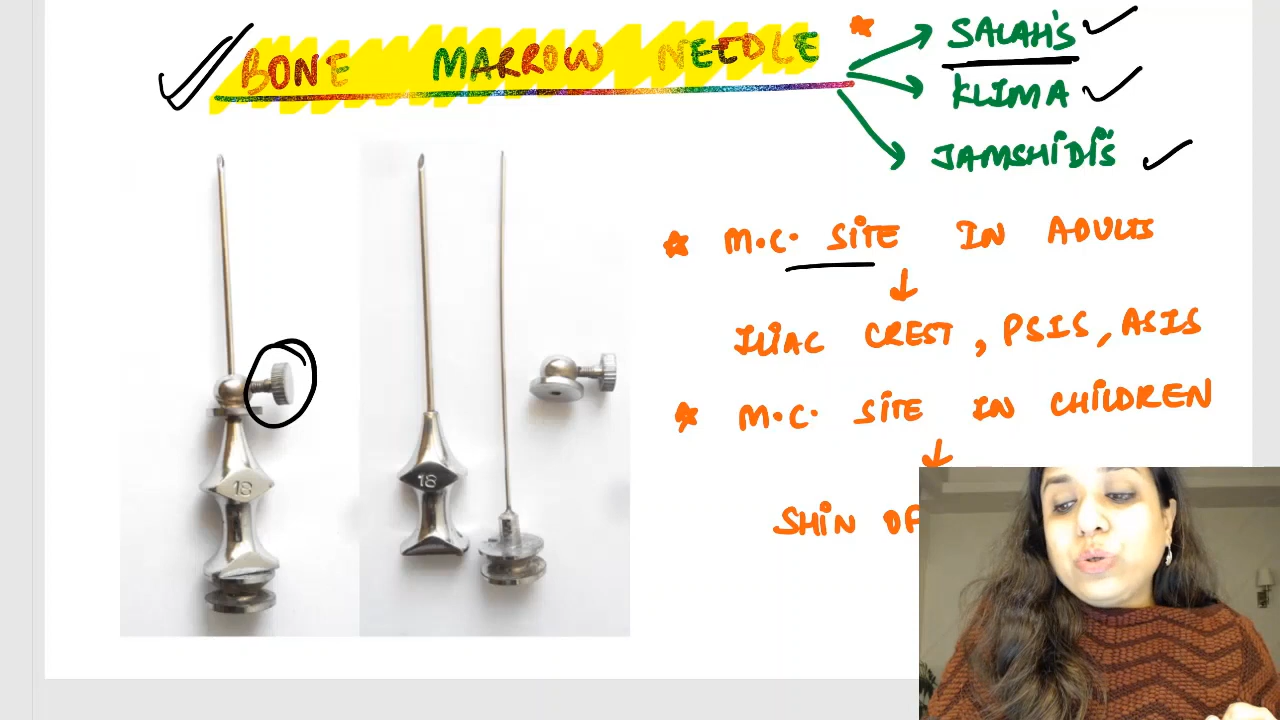 BONE MARROW NEEDLE
SALAH'S
KLIMA
JAMSHIDI'S
M.C. SITE IN ADULTS
ILIAC CREST, PSIS, ASIS
M.C. SITE IN CHILDREN
SHIN OF
18
18